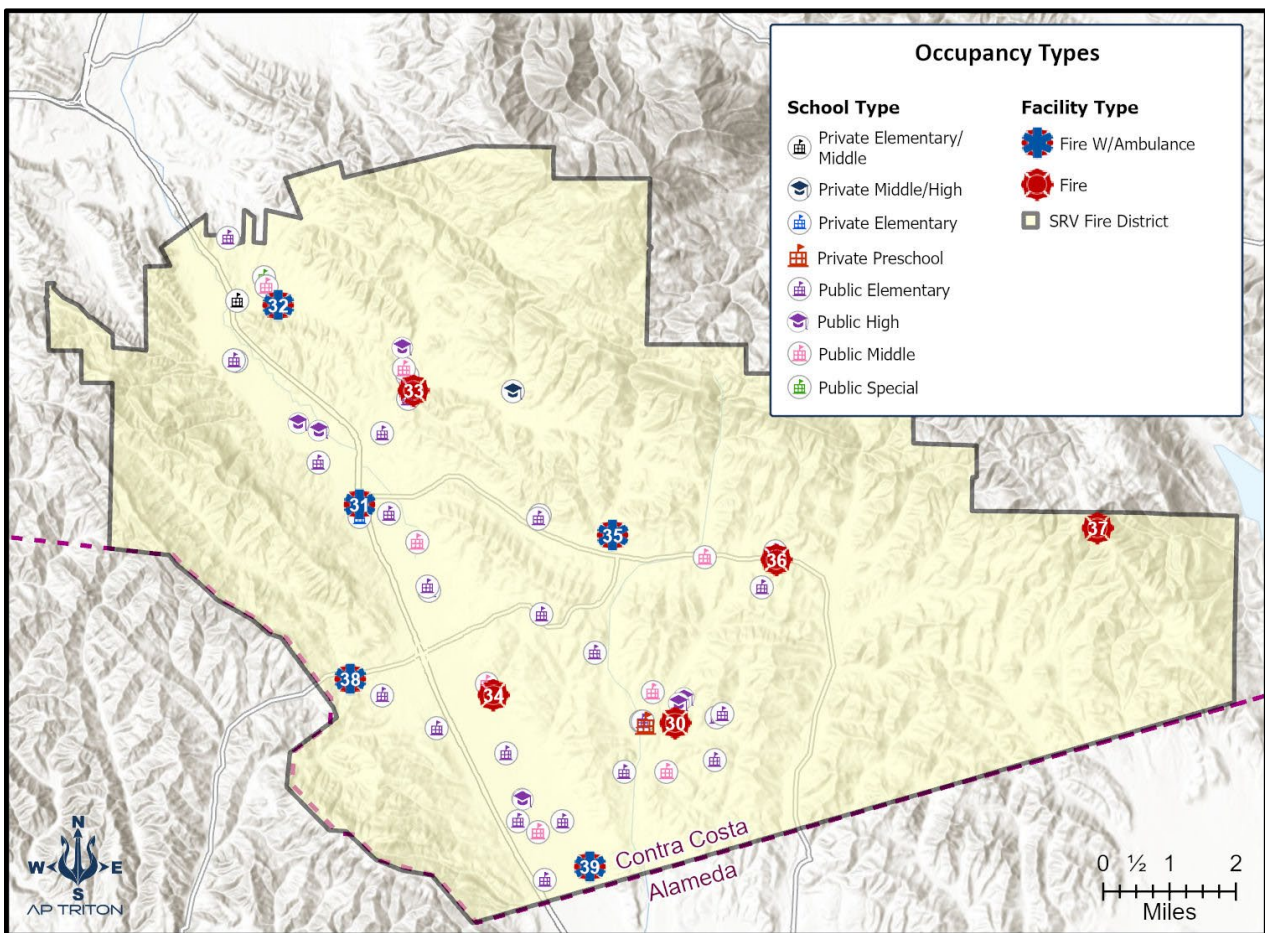 Occupancy Types
School Type
Private Elementary/
Middle
Private Middle/High
Private Elementary
Private Preschool
Public Elementary
Public High
Public Middle
Public Special
Facility Type
Fire W/Ambulance
Fire
SRV Fire District
32
33
31
35
36
37
38
34
30
39
Contra Costa
Alameda
N
W E
S
AP TRITON
0 ½ 1 2
Miles